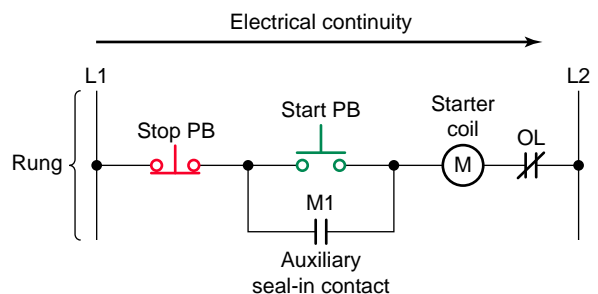 Electrical continuity
L1
L2
Starter
coil
Start PB
Stop PB
OL
Rung
M
M1
Auxiliary
seal-in contact